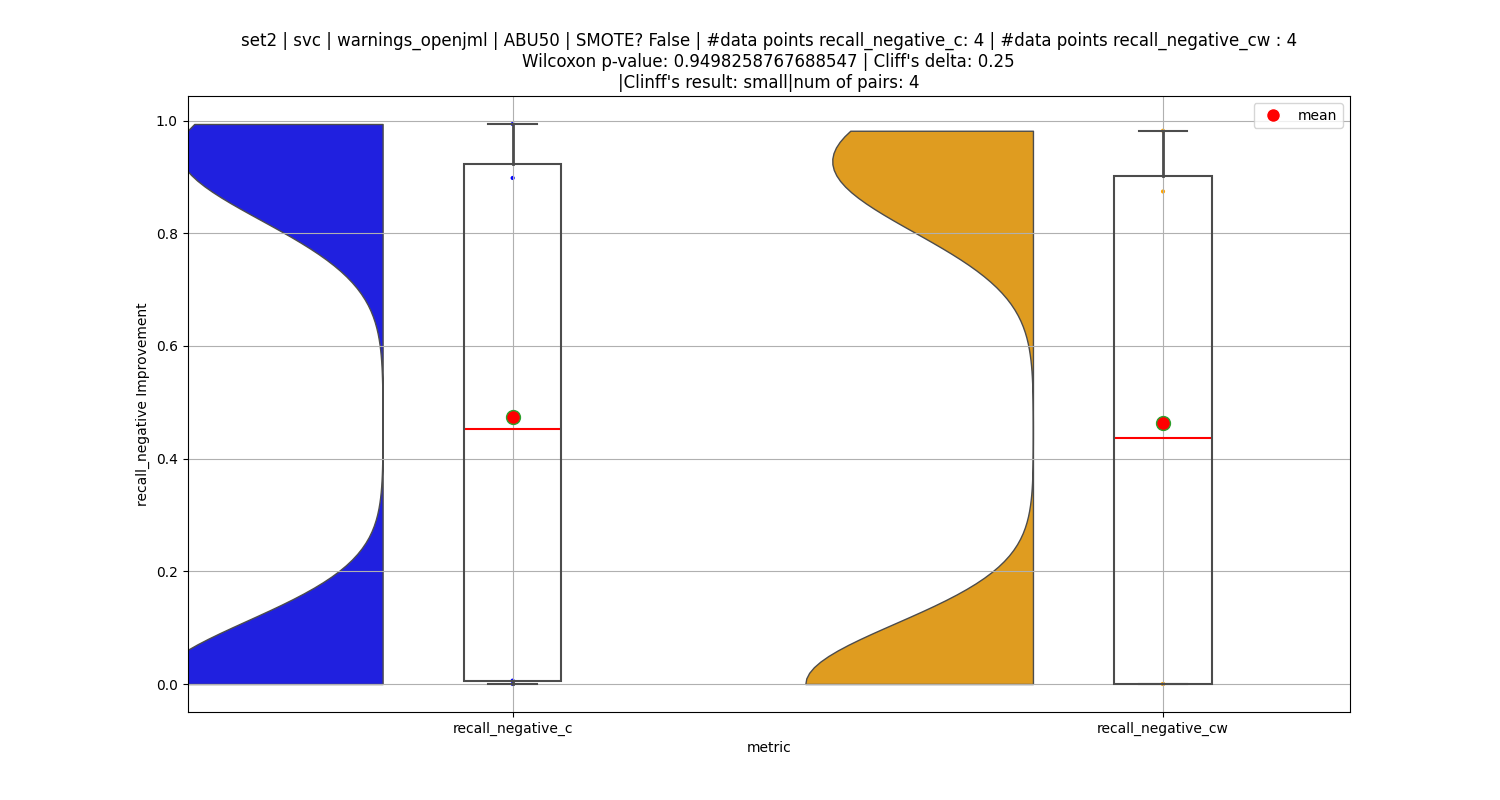 set2 | svc | warnings_openjml | ABU50 | SMOTE? False | #data points recall_negative_c: 4 | #data points recall_negative_cw : 4
Wilcoxon p-value: 0.9498258767688547 | Cliff's delta: 0.25
|Clinff's result: small|num of pairs: 4
mean
1.0
0.8
0.6
0.4
0.2
0.0
recall_negative Improvement
recall_negative_c
recall_negative_cw
metric